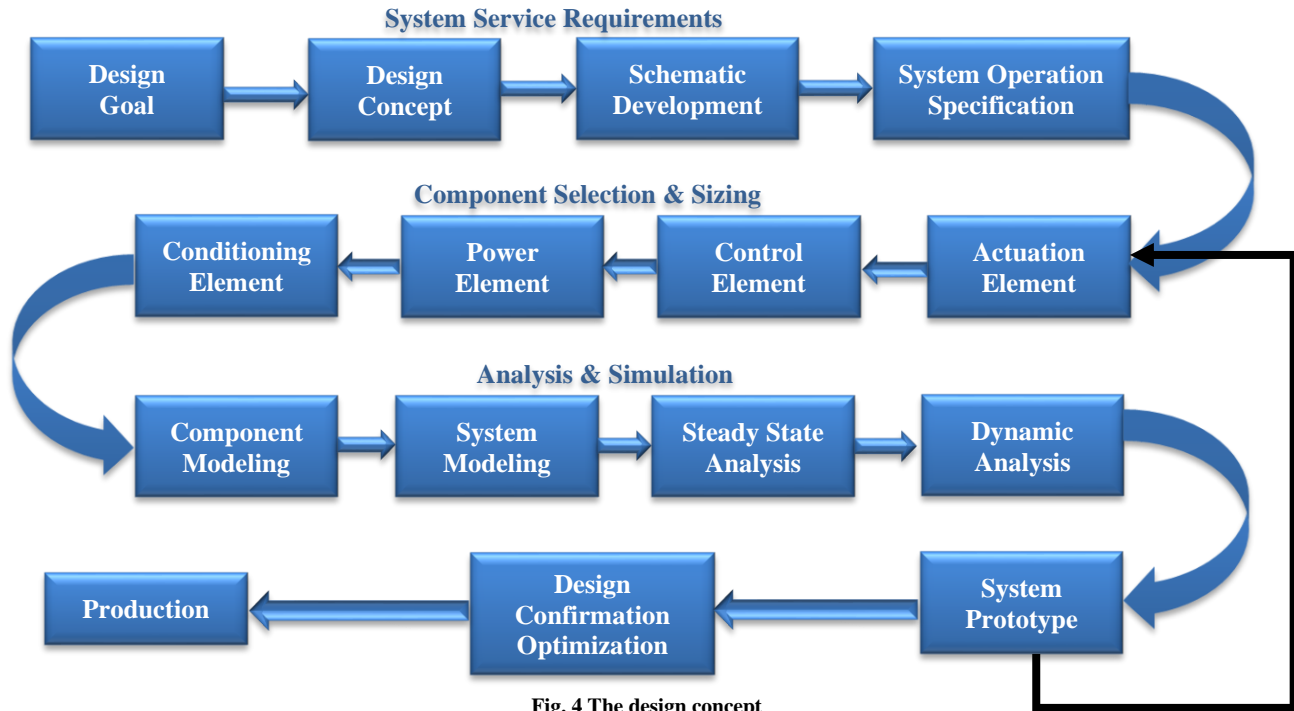 System Service Requirements
Design
Goal
Design
Concept
Schematic
Development
System Operation
Specification
Component Selection & Sizing
Conditioning
Element
Power
Element
Control
Element
Actuation
Element
Analysis & Simulation
Component
Modeling
System
Modeling
Steady State
Analysis
Dynamic
Analysis
Production
Design
Confirmation
Optimization
System
Prototype
Fig. 4 The design concept